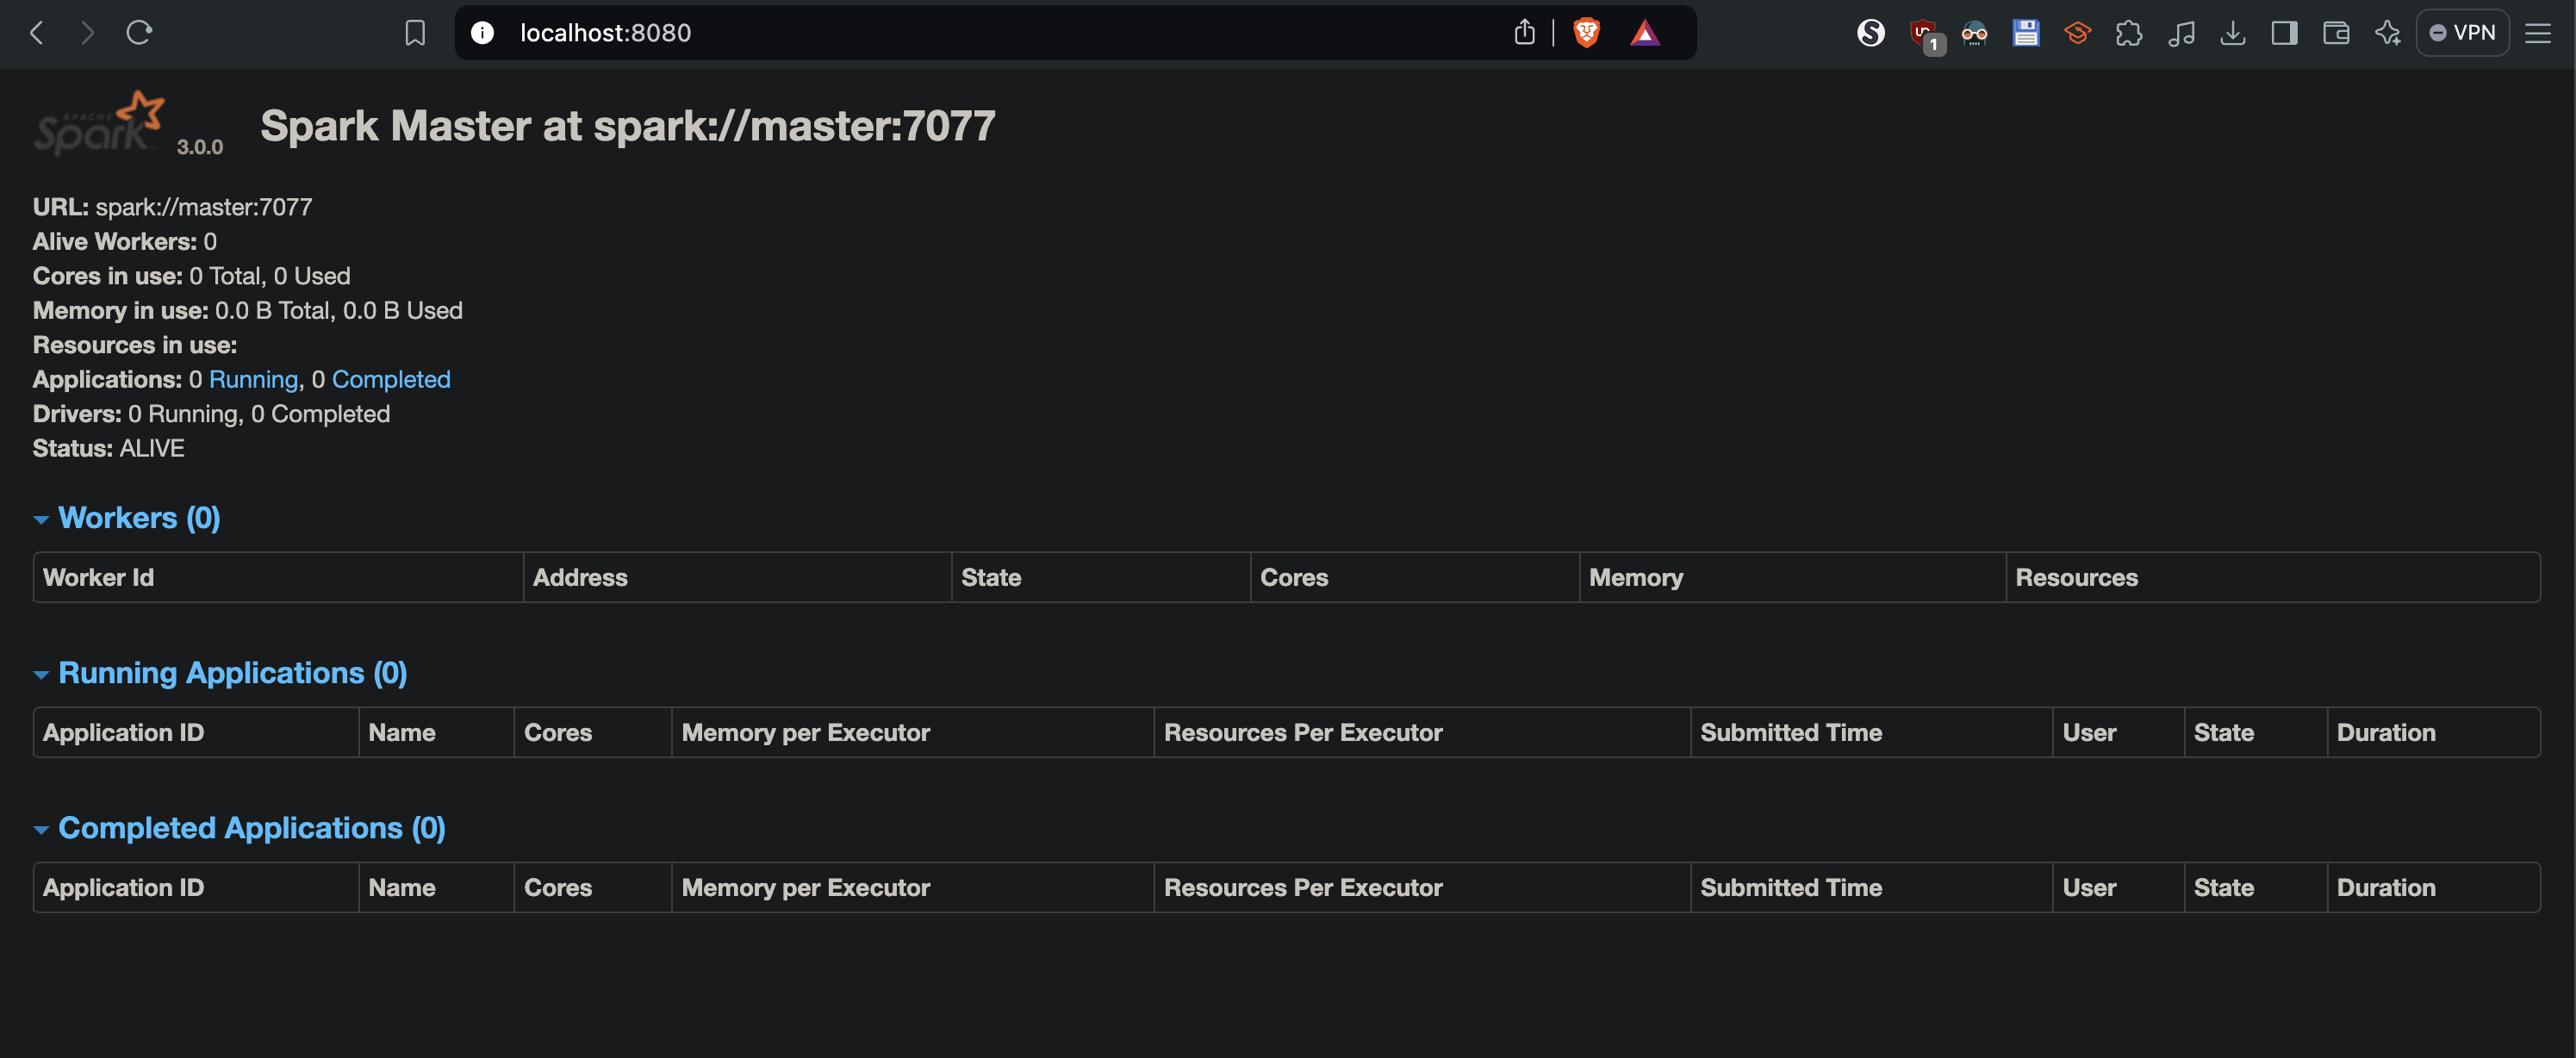 localhost:8080
1
VPN
APACHE
Spark
3.0.0
Spark Master at spark://master:7077
URL: spark://master:7077
Alive Workers: 0
Cores in use: 0 Total, 0 Used
Memory in use: 0.0 B Total, 0.0 B Used
Resources in use:
Applications: 0 Running, 0 Completed
Drivers: 0 Running, 0 Completed
Status: ALIVE
Workers (0)
Worker Id Address State Cores Memory Resources
Running Applications (0)
Application ID Name Cores Memory per Executor Resources Per Executor Submitted Time User State Duration
Completed Applications (0)
Application ID Name Cores Memory per Executor Resources Per Executor Submitted Time User State Duration